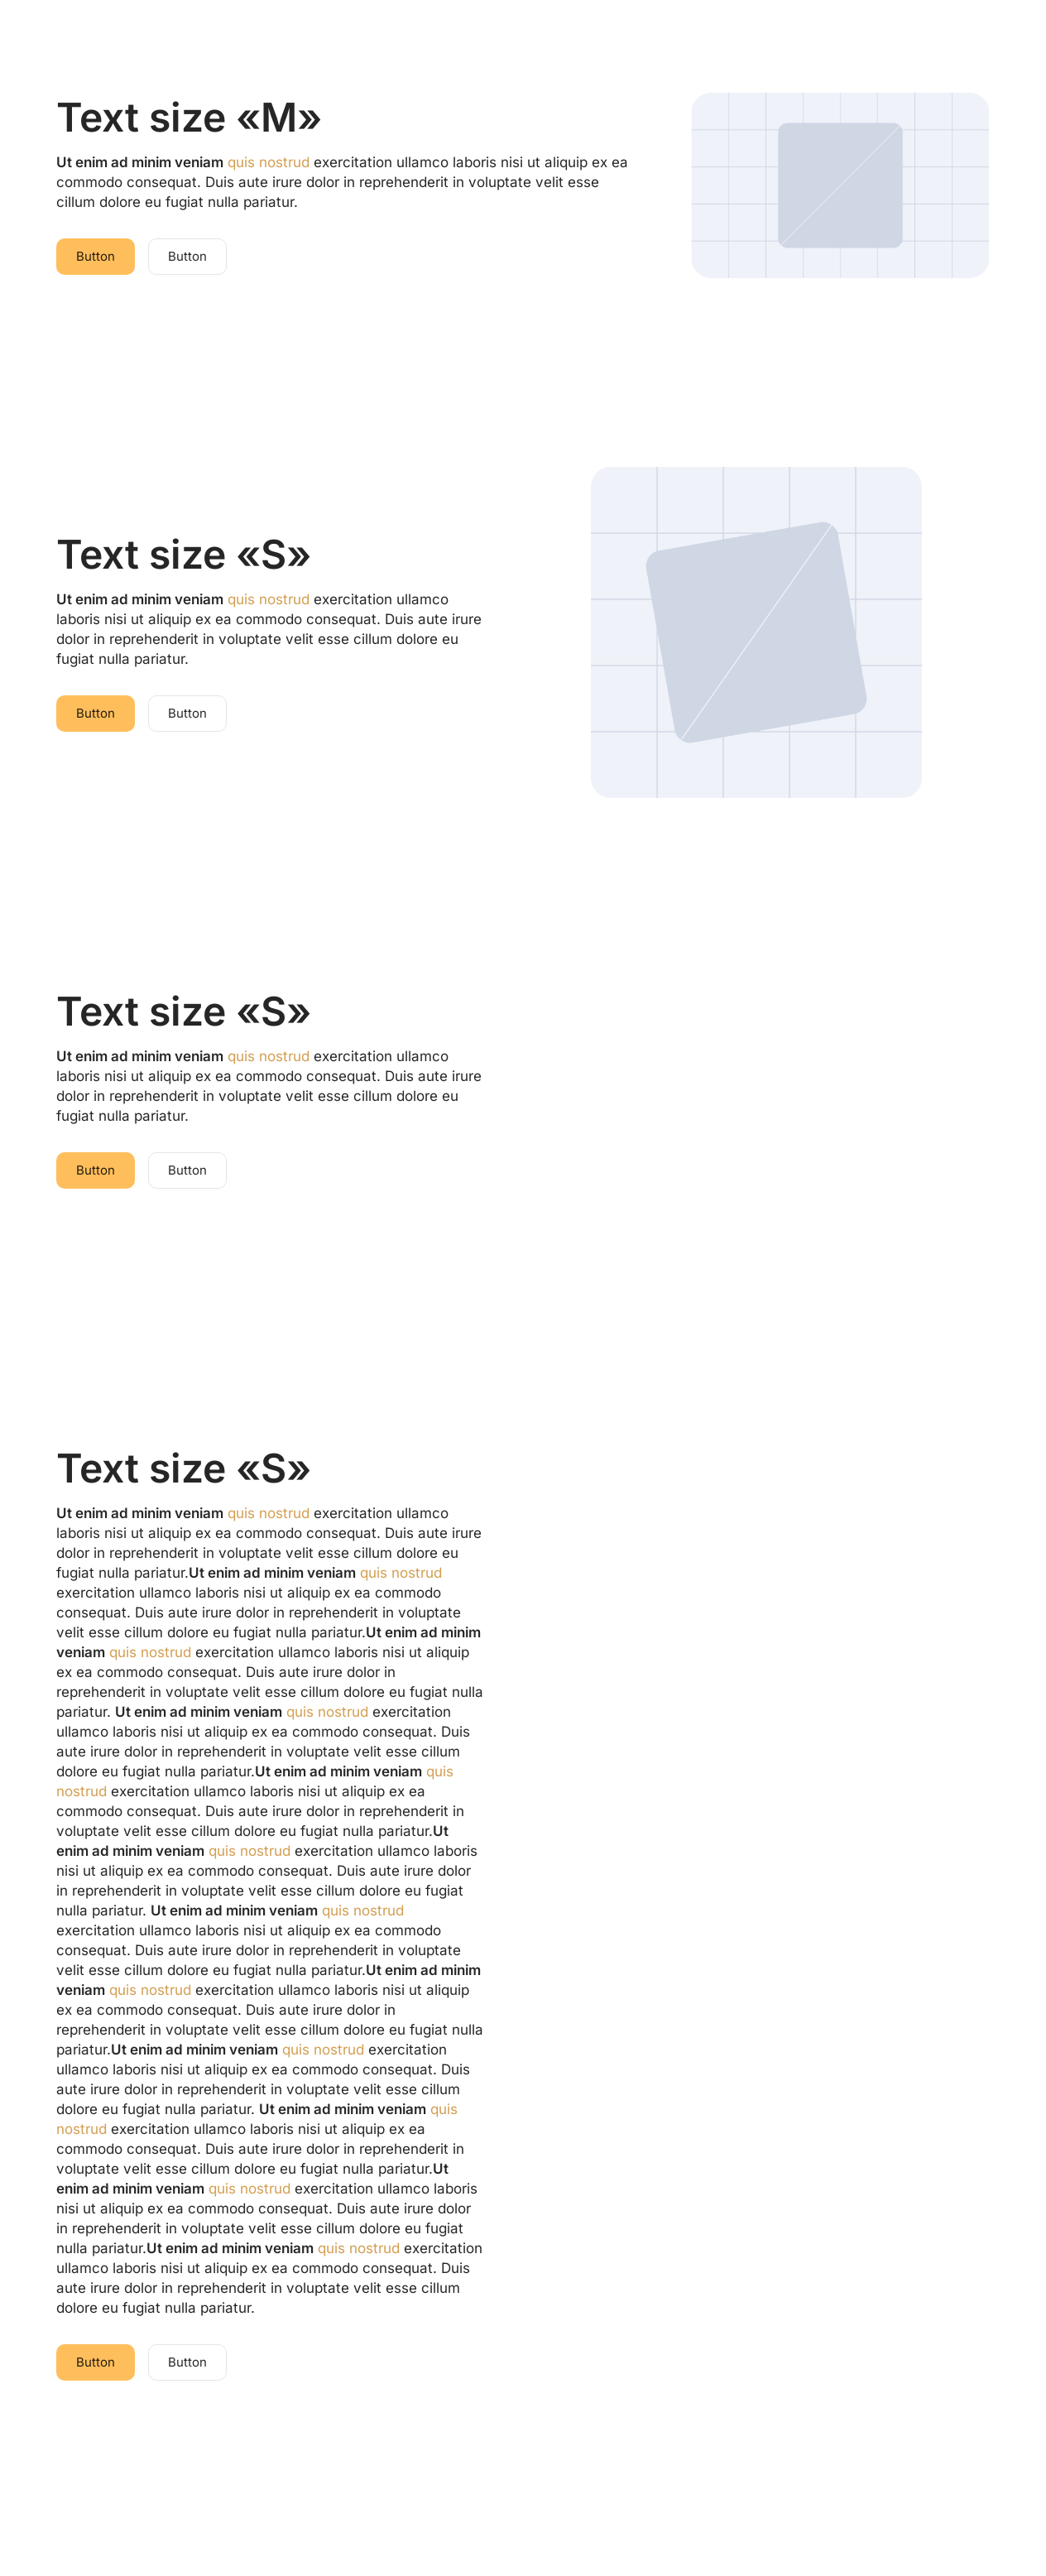 Text size «M»
Ut enim ad minim veniam quis nostrud exercitation ullamco laboris nisi ut aliquip ex ea
commodo consequat. Duis aute irure dolor in reprehenderit in voluptate velit esse
cillum dolore eu fugiat nulla pariatur.
Button Button
Text size «S»
Ut enim ad minim veniam quis nostrud exercitation ullamco
laboris nisi ut aliquip ex ea commodo consequat. Duis aute irure
dolor in reprehenderit in voluptate velit esse cillum dolore eu
fugiat nulla pariatur.
Button Button
Text size «S»
Ut enim ad minim veniam quis nostrud exercitation ullamco
laboris nisi ut aliquip ex ea commodo consequat. Duis aute irure
dolor in reprehenderit in voluptate velit esse cillum dolore eu
fugiat nulla pariatur.
Button Button
Text size «S»
Ut enim ad minim veniam quis nostrud exercitation ullamco
laboris nisi ut aliquip ex ea commodo consequat. Duis aute irure
dolor in reprehenderit in voluptate velit esse cillum dolore eu
fugiat nulla pariatur.Ut enim ad minim veniam quis nostrud
exercitation ullamco laboris nisi ut aliquip ex ea commodo
consequat. Duis aute irure dolor in reprehenderit in voluptate
velit esse cillum dolore eu fugiat nulla pariatur.Ut enim ad minim
veniam quis nostrud exercitation ullamco laboris nisi ut aliquip
ex ea commodo consequat. Duis aute irure dolor in
reprehenderit in voluptate velit esse cillum dolore eu fugiat nulla
pariatur. Ut enim ad minim veniam quis nostrud exercitation
ullamco laboris nisi ut aliquip ex ea commodo consequat. Duis
aute irure dolor in reprehenderit in voluptate velit esse cillum
dolore eu fugiat nulla pariatur.Ut enim ad minim veniam quis
nostrud exercitation ullamco laboris nisi ut aliquip ex ea
commodo consequat. Duis aute irure dolor in reprehenderit in
voluptate velit esse cillum dolore eu fugiat nulla pariatur.Ut
enim ad minim veniam quis nostrud exercitation ullamco laboris
nisi ut aliquip ex ea commodo consequat. Duis aute irure dolor
in reprehenderit in voluptate velit esse cillum dolore eu fugiat
nulla pariatur. Ut enim ad minim veniam quis nostrud
exercitation ullamco laboris nisi ut aliquip ex ea commodo
consequat. Duis aute irure dolor in reprehenderit in voluptate
velit esse cillum dolore eu fugiat nulla pariatur.Ut enim ad minim
veniam quis nostrud exercitation ullamco laboris nisi ut aliquip
ex ea commodo consequat. Duis aute irure dolor in
reprehenderit in voluptate velit esse cillum dolore eu fugiat nulla
pariatur.Ut enim ad minim veniam quis nostrud exercitation
ullamco laboris nisi ut aliquip ex ea commodo consequat. Duis
aute irure dolor in reprehenderit in voluptate velit esse cillum
dolore eu fugiat nulla pariatur. Ut enim ad minim veniam quis
nostrud exercitation ullamco laboris nisi ut aliquip ex ea
commodo consequat. Duis aute irure dolor in reprehenderit in
voluptate velit esse cillum dolore eu fugiat nulla pariatur.Ut
enim ad minim veniam quis nostrud exercitation ullamco laboris
nisi ut aliquip ex ea commodo consequat. Duis aute irure dolor
in reprehenderit in voluptate velit esse cillum dolore eu fugiat
nulla pariatur.Ut enim ad minim veniam quis nostrud exercitation
ullamco laboris nisi ut aliquip ex ea commodo consequat. Duis
aute irure dolor in reprehenderit in voluptate velit esse cillum
dolore eu fugiat nulla pariatur.
Button Button